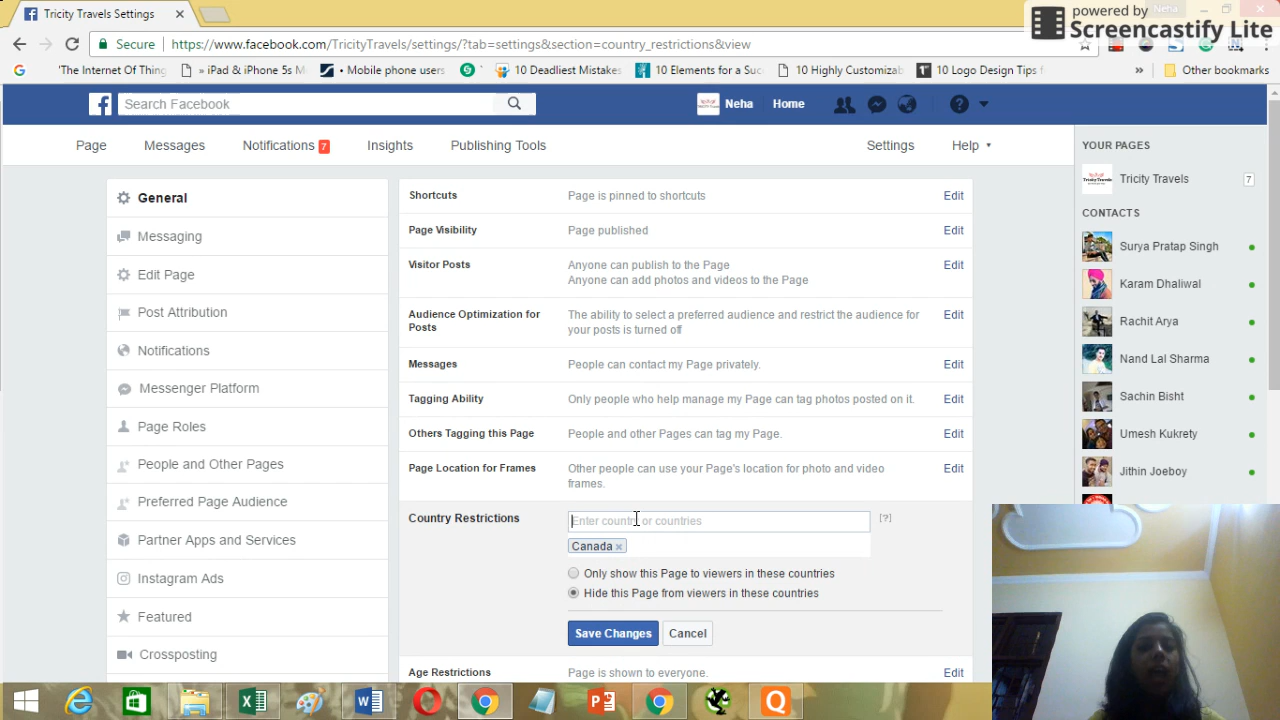 Tricity Travels Settings
Neha
powered by
Screencastify Lite
Secure
https://www.facebook.com/TricityTravels/settings/?tab=settings&section=country_restrictions&view
'The Internet Of Thing
» iPad & iPhone 5s M
• Mobile phone users
10 Deadliest Mistakes
10 Elements for a Suc
10 Highly Customizab
10 Logo Design Tips f
»
Other bookmarks
Search Facebook
Neha
Home
Page
Messages
Notifications 7
Insights
Publishing Tools
Settings
Help
YOUR PAGES
Tricity Travels
7
CONTACTS
Surya Pratap Singh
Karam Dhaliwal
Rachit Arya
Nand Lal Sharma
Sachin Bisht
Umesh Kukrety
Jithin Joeboy
General
Messaging
Edit Page
Post Attribution
Notifications
Messenger Platform
Page Roles
People and Other Pages
Preferred Page Audience
Partner Apps and Services
Instagram Ads
Featured
Crossposting
Shortcuts
Page is pinned to shortcuts
Edit
Page Visibility
Page published
Edit
Visitor Posts
Anyone can publish to the Page
Anyone can add photos and videos to the Page
Edit
Audience Optimization for
Posts
The ability to select a preferred audience and restrict the audience for
your posts is turned off
Edit
Messages
People can contact my Page privately.
Edit
Tagging Ability
Only people who help manage my Page can tag photos posted on it.
Edit
Others Tagging this Page
People and other Pages can tag my Page.
Edit
Page Location for Frames
Other people can use your Page's location for photo and video
frames.
Edit
Country Restrictions
Enter country or countries
[?]
Canada ×
Only show this Page to viewers in these countries
Hide this Page from viewers in these countries
Save Changes
Cancel
Age Restrictions
Page is shown to everyone.
Edit